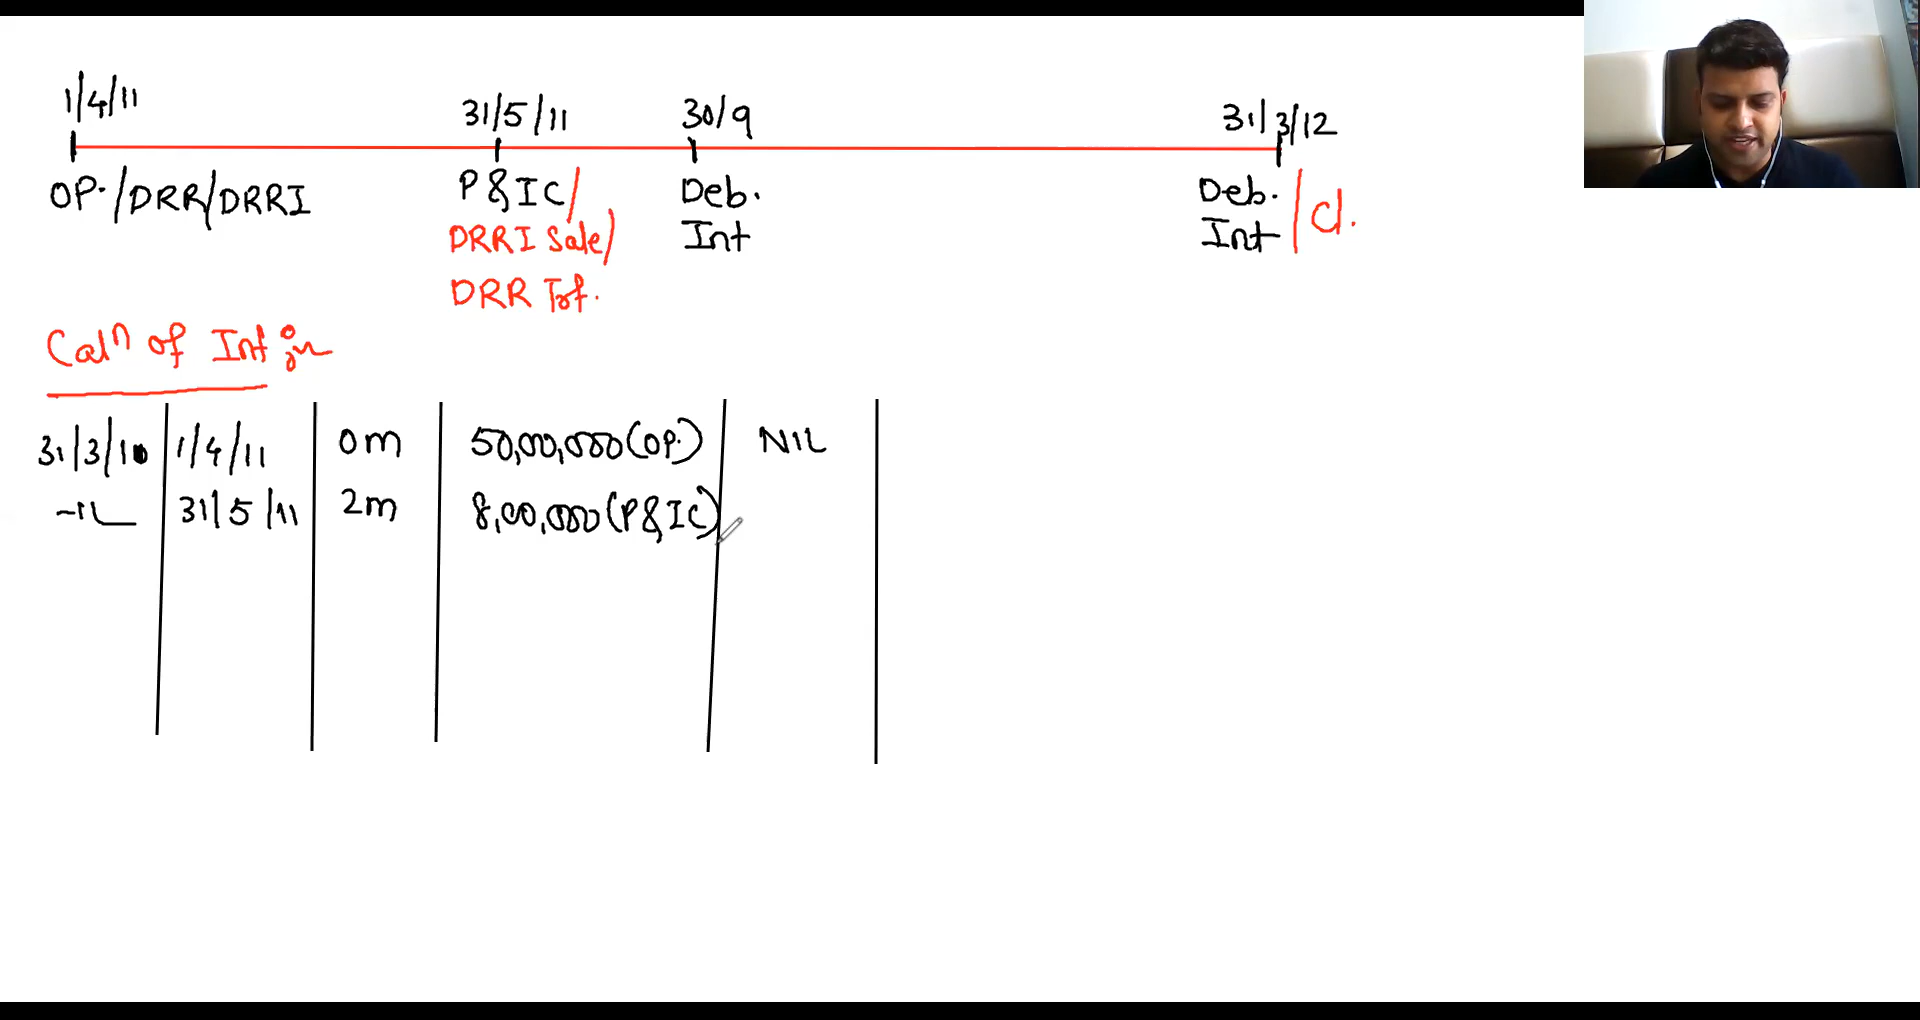 1/4/11 31/5/11 30/9 31/3/12
OP./DRR/DRRI P&IC/ Deb. Deb. / Cl.
DRRI Sale/ Int Int
DRR Trf.
Calⁿ of Int :-
31/3/10 1/4/11 0m 50,00,000(OP.) NIL
-"- 31/5/11 2m 8,00,000(P&IC)